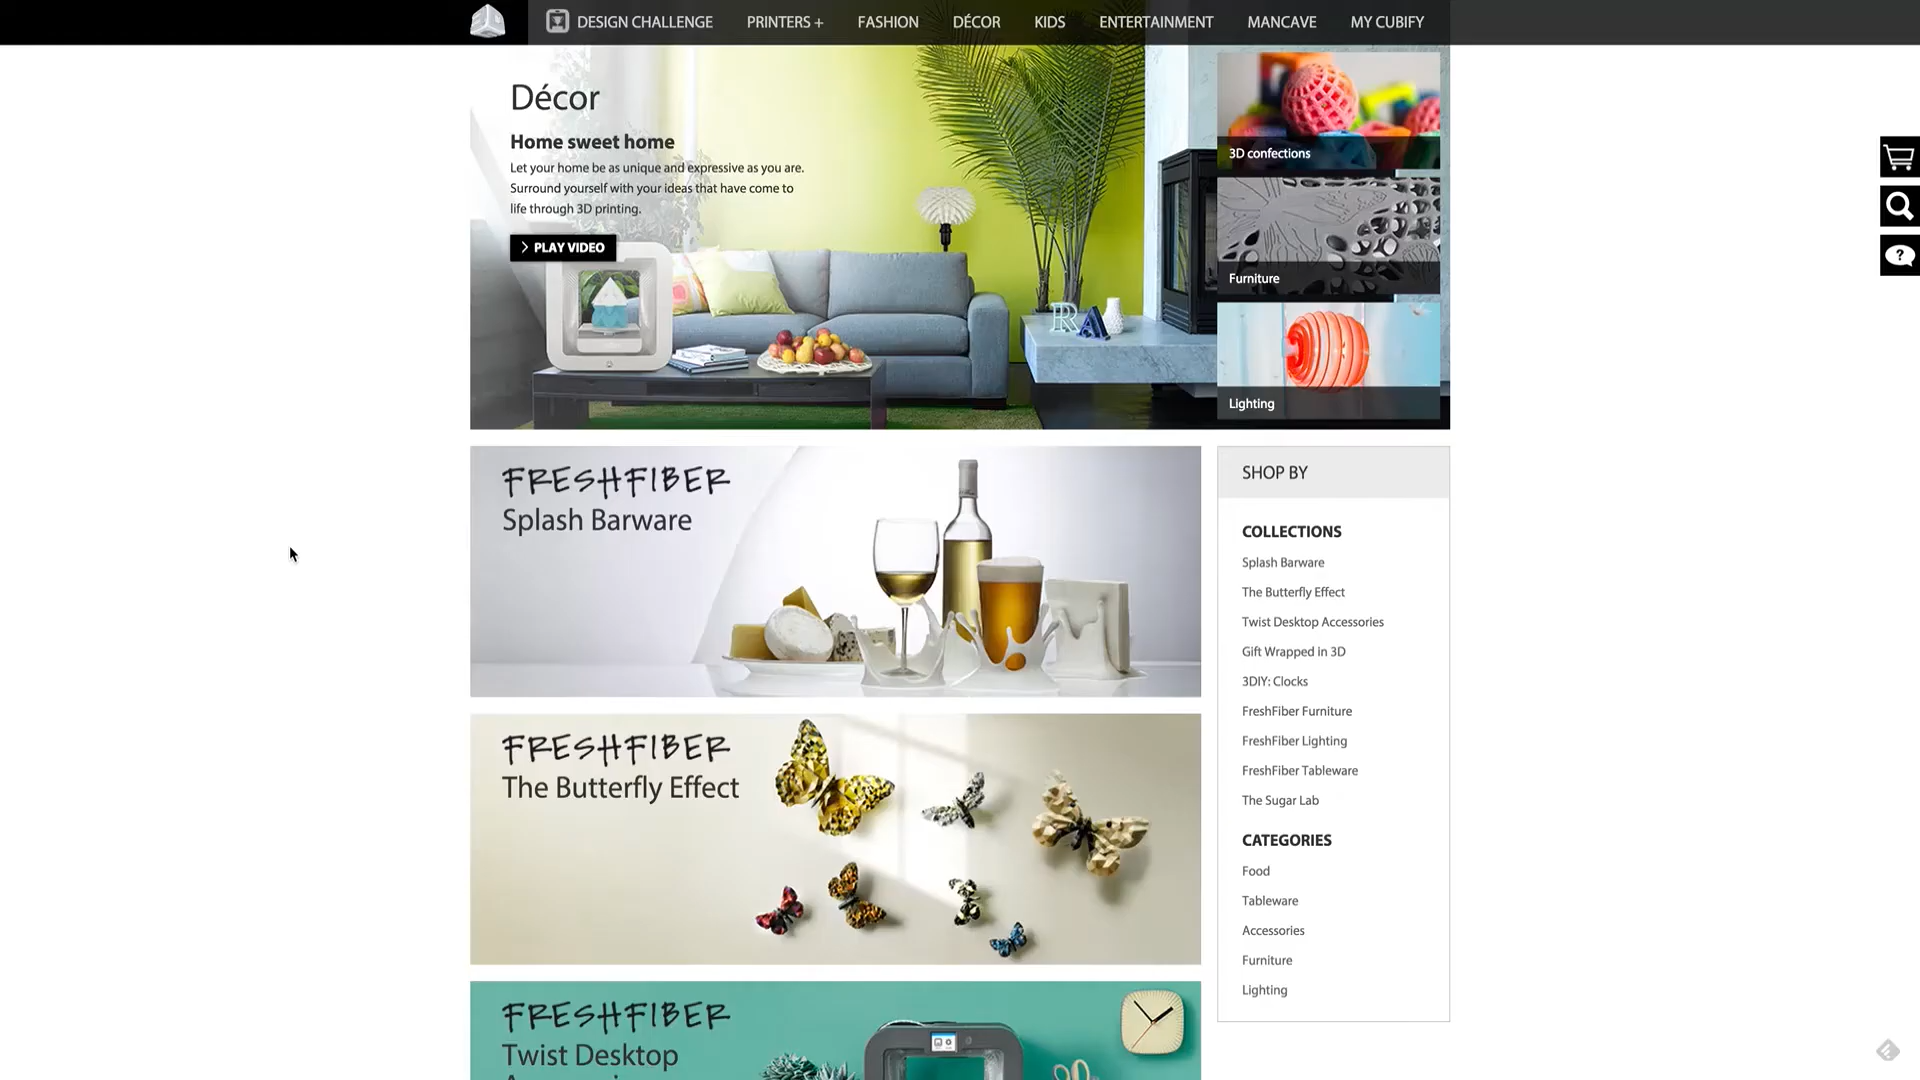 DESIGN CHALLENGE
PRINTERS +
FASHION
DÉCOR
KIDS
ENTERTAINMENT
MANCAVE
MY CUBIFY
Décor
Home sweet home
Let your home be as unique and expressive as you are.
Surround yourself with your ideas that have come to
life through 3D printing.
PLAY VIDEO
R A
3D confections
Furniture
Lighting
FRESHFIBER
Splash Barware
FRESHFIBER
The Butterfly Effect
FRESHFIBER
Twist Desktop
SHOP BY
COLLECTIONS
Splash Barware
The Butterfly Effect
Twist Desktop Accessories
Gift Wrapped in 3D
3DIY: Clocks
FreshFiber Furniture
FreshFiber Lighting
FreshFiber Tableware
The Sugar Lab
CATEGORIES
Food
Tableware
Accessories
Furniture
Lighting
?